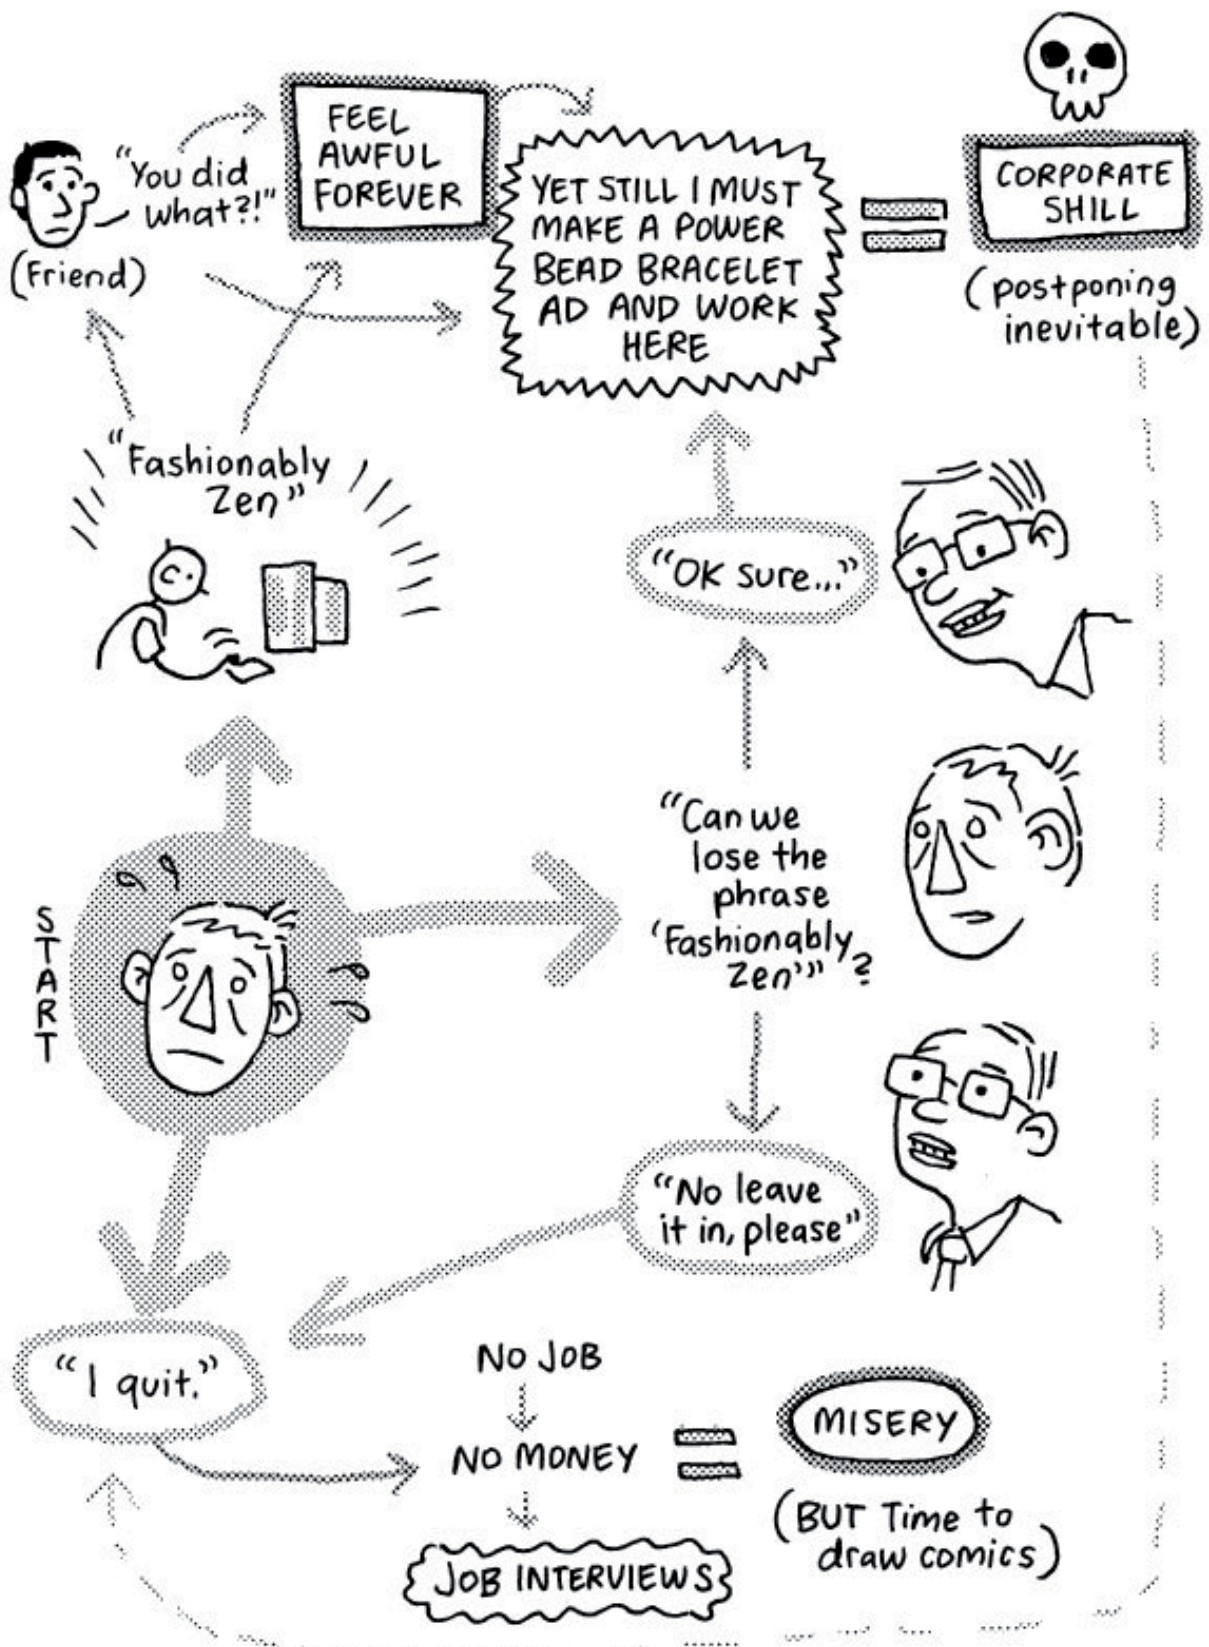 FEEL
AWFUL
FOREVER
"You did
what?!"
(Friend)
YET STILL I MUST
MAKE A POWER
BEAD BRACELET
AD AND WORK
HERE
=
CORPORATE
SHILL
(postponing
inevitable)
"Fashionably
Zen"
"OK sure..."
START
"Can we
lose the
phrase
'Fashionably
Zen'"?
"No leave
it in, please"
"I quit."
NO JOB
NO MONEY
=
MISERY
(BUT Time to
draw comics)
JOB INTERVIEWS